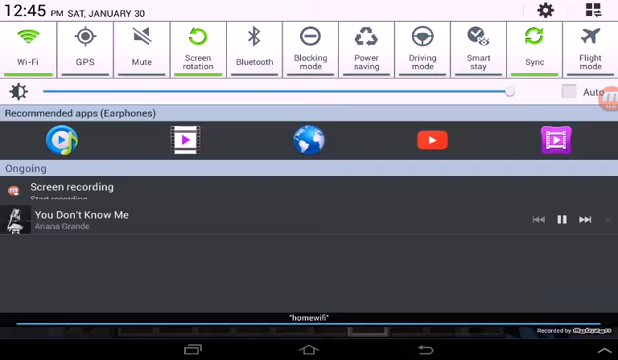 12:45 PM SAT, JANUARY 30
Wi-Fi
GPS
Mute
Screen rotation
Bluetooth
Blocking mode
Power saving
Driving mode
Smart stay
Sync
Flight mode
Auto
Recommended apps (Earphones)
Ongoing
Screen recording
Start recording
You Don't Know Me
Ariana Grande
"homewifi"
Recorded by